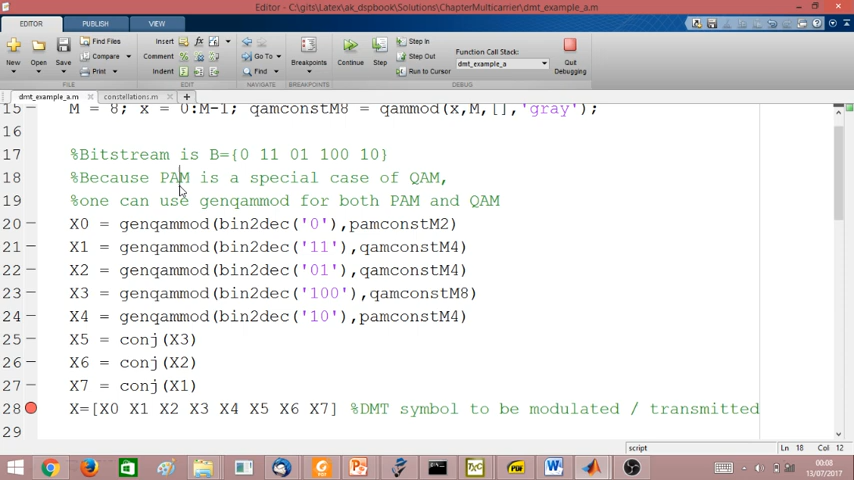 Editor - C:\gits\Latex\ak_dspbook\Solutions\ChapterMulticarrier\dmt_example_a.m
EDITOR PUBLISH VIEW
New Open Save Find Files Compare Print Insert Comment Indent fx Go To Find Breakpoints Continue Step Step In Step Out Run to Cursor Function Call Stack: dmt_example_a Quit Debugging
FILE EDIT NAVIGATE BREAKPOINTS DEBUG
dmt_example_a.m constellations.m
15 M = 8; x = 0:M-1; qamconstM8 = qammod(x,M,[],'gray');
16
17 %Bitstream is B={0 11 01 100 10}
18 %Because PAM is a special case of QAM,
19 %one can use genqammod for both PAM and QAM
20 X0 = genqammod(bin2dec('0'),pamconstM2)
21 X1 = genqammod(bin2dec('11'),qamconstM4)
22 X2 = genqammod(bin2dec('01'),qamconstM4)
23 X3 = genqammod(bin2dec('100'),qamconstM8)
24 X4 = genqammod(bin2dec('10'),pamconstM4)
25 X5 = conj(X3)
26 X6 = conj(X2)
27 X7 = conj(X1)
28 X=[X0 X1 X2 X3 X4 X5 X6 X7] %DMT symbol to be modulated / transmitted
29
script Ln 18 Col 12
00:08
13/07/2017